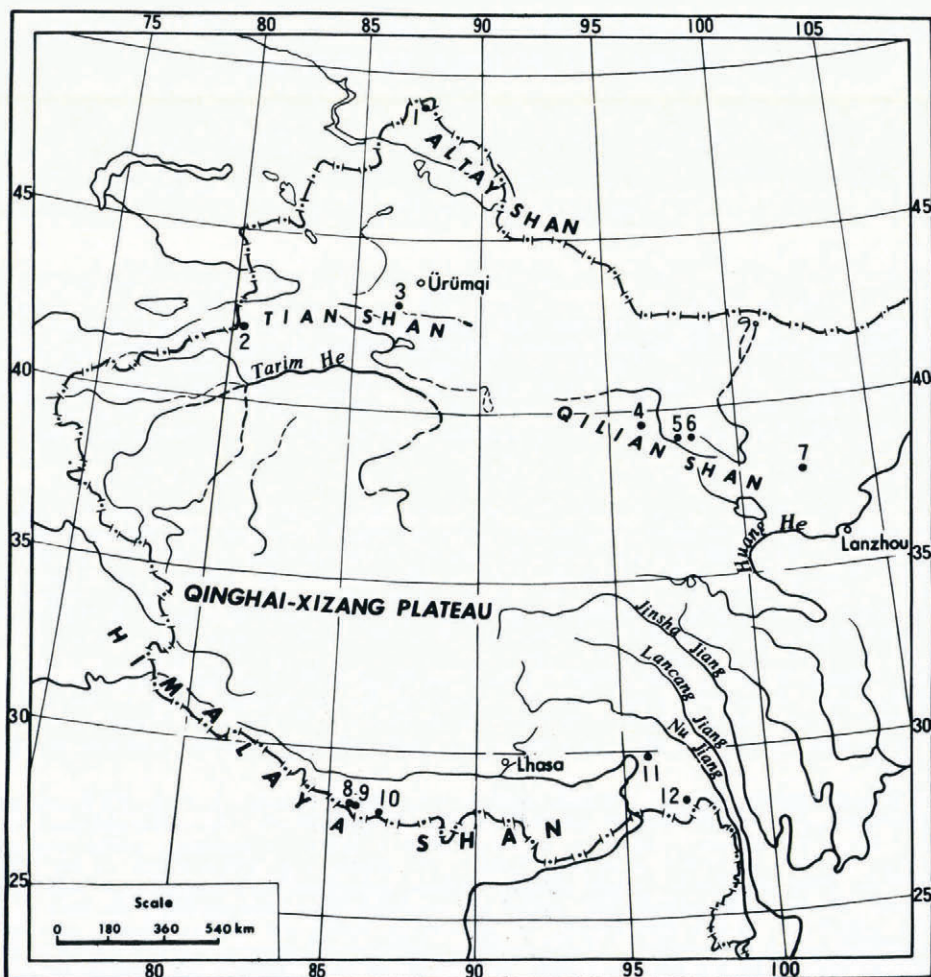 75 80 85 90 95 100 105
1
ALTAY SHAN
45 45
Ürümqi
3
TIAN SHAN
2
Tarim He
40 40
4 5 6
QILIAN SHAN
7
Huang He
Lanzhou
35 35
QINGHAI-XIZANG PLATEAU
Jinsha Jiang
Lancang Jiang
Nu Jiang
HIMALAYA SHAN
30 30
Lhasa
11
8 9 10
12
25 25
Scale
0 180 360 540 km
80 85 90 95 100